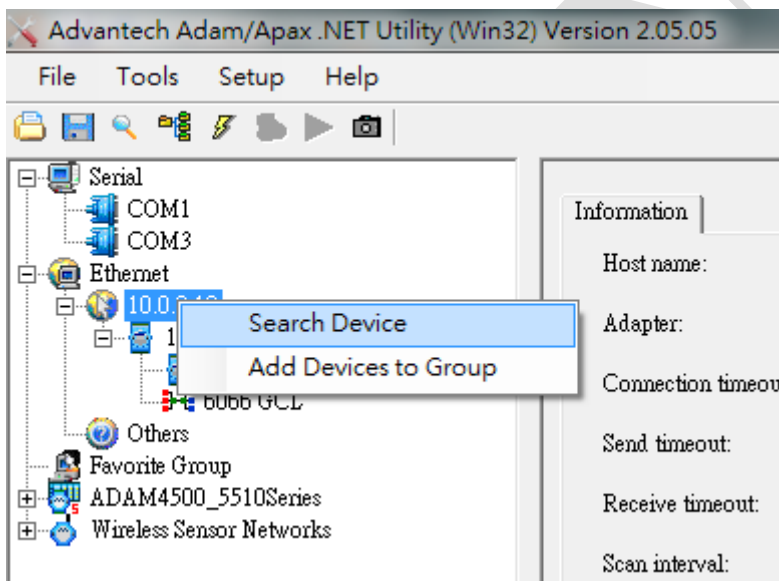 Advantech Adam/Apax .NET Utility (Win32) Version 2.05.05
File Tools Setup Help
Serial
COM1
COM3
Ethernet
10.0.
Search Device
Add Devices to Group
6066 GCL
Others
Favorite Group
ADAM4500_5510Series
Wireless Sensor Networks
Information
Host name:
Adapter:
Connection timeou
Send timeout:
Receive timeout:
Scan interval: